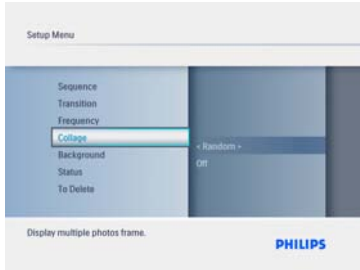 Setup Menu
Sequence
Transition
Frequency
Collage
Background
Status
To Delete
< Random >
Off
Display multiple photos frame.
PHILIPS